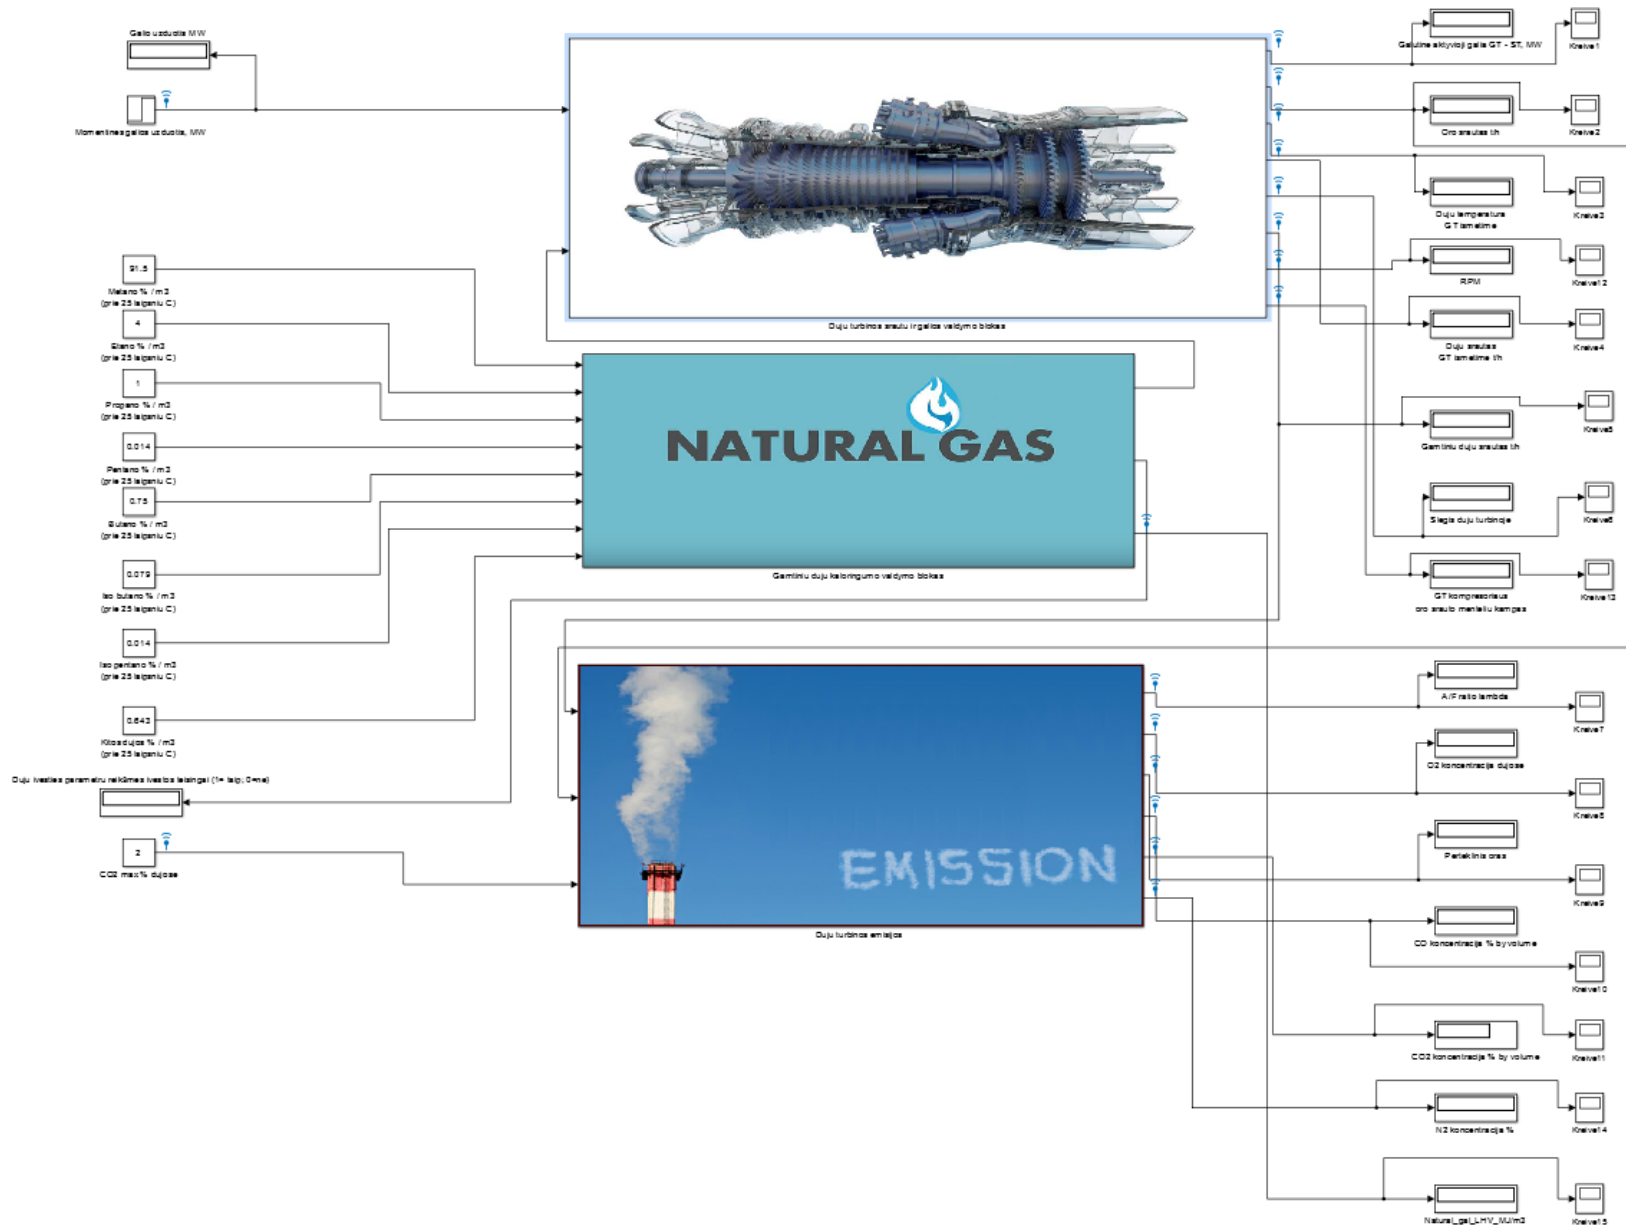 Galia uzduotis MW
Momentines galios uzduotis, MW
91.5
Metano % / m3
(prie 25 laipsniu C)
4
Etano % / m3
(prie 25 laipsniu C)
1
Propano % / m3
(prie 25 laipsniu C)
0.014
Pentano % / m3
(prie 25 laipsniu C)
0.75
Butano % / m3
(prie 25 laipsniu C)
0.079
Iso butano % / m3
(prie 25 laipsniu C)
0.014
Iso pentano % / m3
(prie 25 laipsniu C)
0.643
Kitos dujos % / m3
(prie 25 laipsniu C)
Duju ivesties parametru reikšmes ivestos teisingai (1= taip; 0=ne)
2
CO2 max % dujose
Duju turbinos srautu ir galios valdymo blokas
NATURAL GAS
Gamtiniu duju kaloringumo valdymo blokas
EMISSION
Duju turbinos emisijos
Galutine aktyvioji galia GT - ST, MW
Kreive1
Oro srautas t/h
Kreive2
Duju temperatura
GT ismetime
Kreive3
RPM
Kreive12
Duju srautas
GT ismetime t/h
Kreive4
Gamtiniu duju srautas t/h
Kreive5
Slegis duju turbinoje
Kreive6
GT kompresoriaus
oro srauto menteliu kampas
Kreive13
A/F ratio lambda
Kreive7
O2 koncentracija dujose
Kreive8
Perteklinis oras
Kreive9
CO koncentracija % by volume
Kreive10
CO2 koncentracija % by volume
Kreive11
N2 koncentracija %
Kreive14
Natural_gal_LHV_MJ/m3
Kreive15